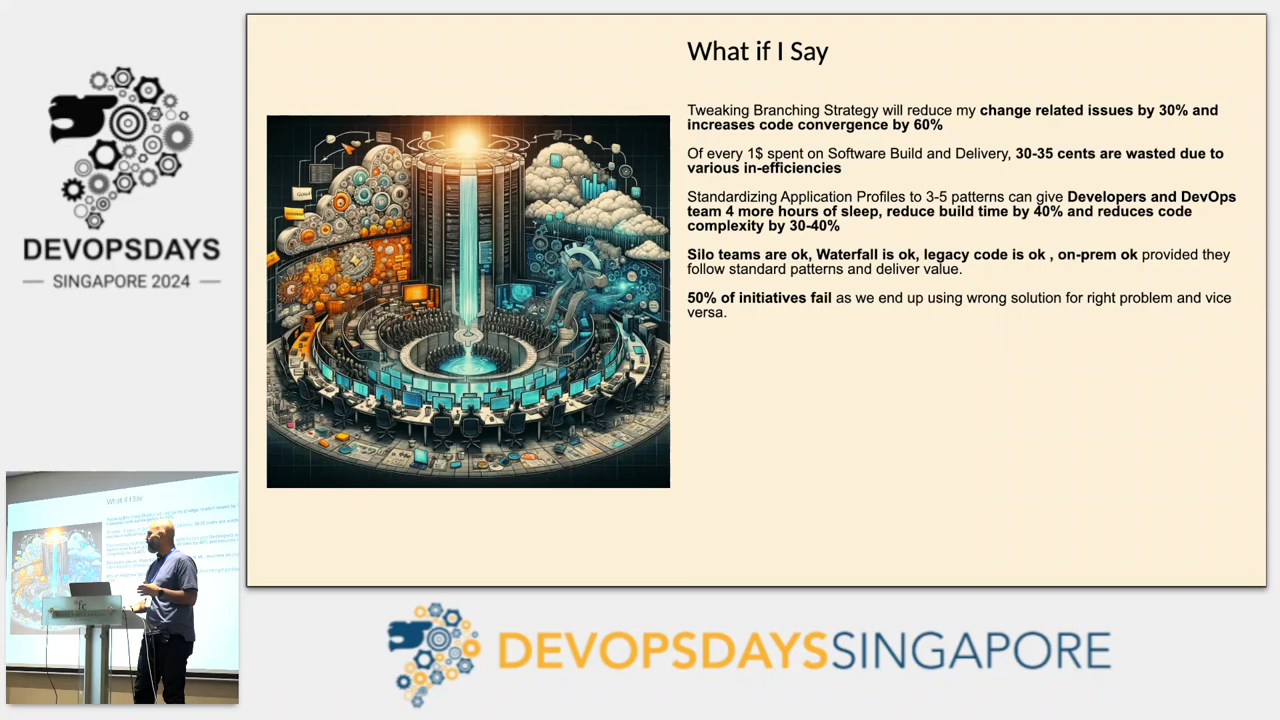 DEVOPSDAYS
SINGAPORE 2024
What if I Say
Tweaking Branching Strategy will reduce my change related issues by 30% and
increases code convergence by 60%
Of every 1$ spent on Software Build and Delivery, 30-35 cents are wasted due to
various in-efficiencies
Standardizing Application Profiles to 3-5 patterns can give Developers and DevOps
team 4 more hours of sleep, reduce build time by 40% and reduces code
complexity by 30-40%
Silo teams are ok, Waterfall is ok, legacy code is ok , on-prem ok provided they
follow standard patterns and deliver value.
50% of initiatives fail as we end up using wrong solution for right problem and vice
versa.
What if I Say
DEVOPSDAYSSINGAPORE